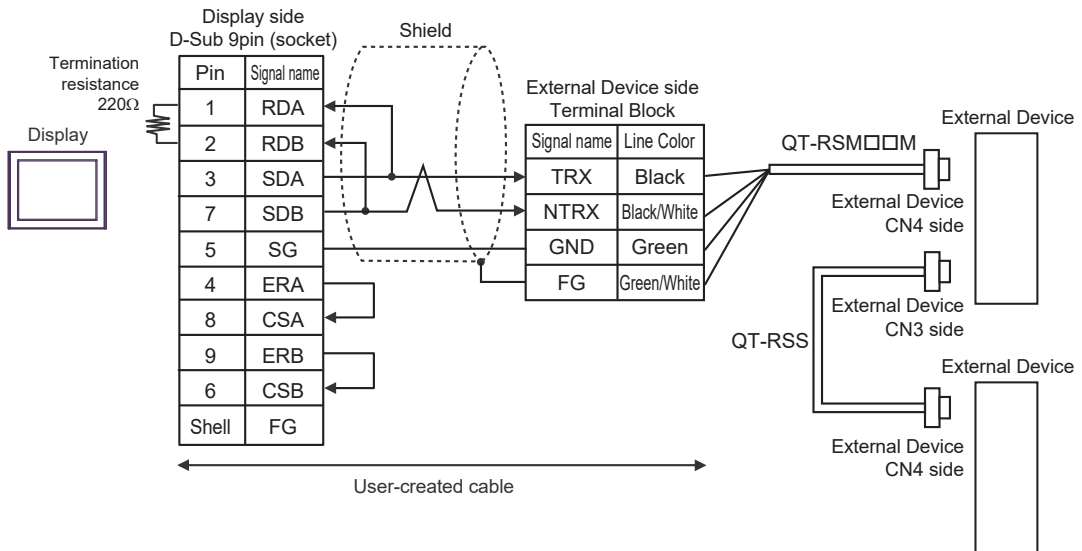 Display side
D-Sub 9pin (socket)
Shield
Termination
resistance
220Ω
Display
Pin Signal name
1 RDA
2 RDB
3 SDA
7 SDB
5 SG
4 ERA
8 CSA
9 ERB
6 CSB
Shell FG
External Device side
Terminal Block
Signal name Line Color
TRX Black
NTRX Black/White
GND Green
FG Green/White
QT-RSM□□M
External Device
External Device
CN4 side
External Device
CN3 side
QT-RSS
External Device
External Device
CN4 side
User-created cable